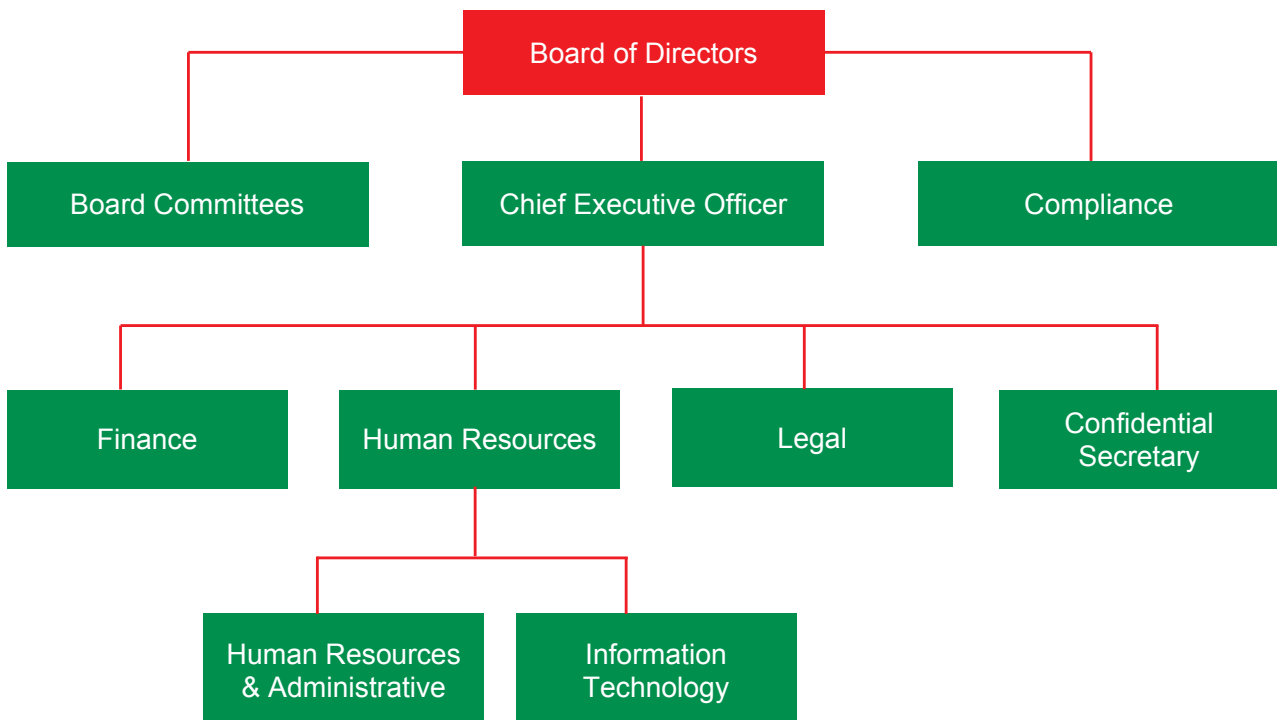 Board of Directors
Board Committees
Chief Executive Officer
Compliance
Finance
Human Resources
Legal
Confidential
Secretary
Human Resources
& Administrative
Information
Technology